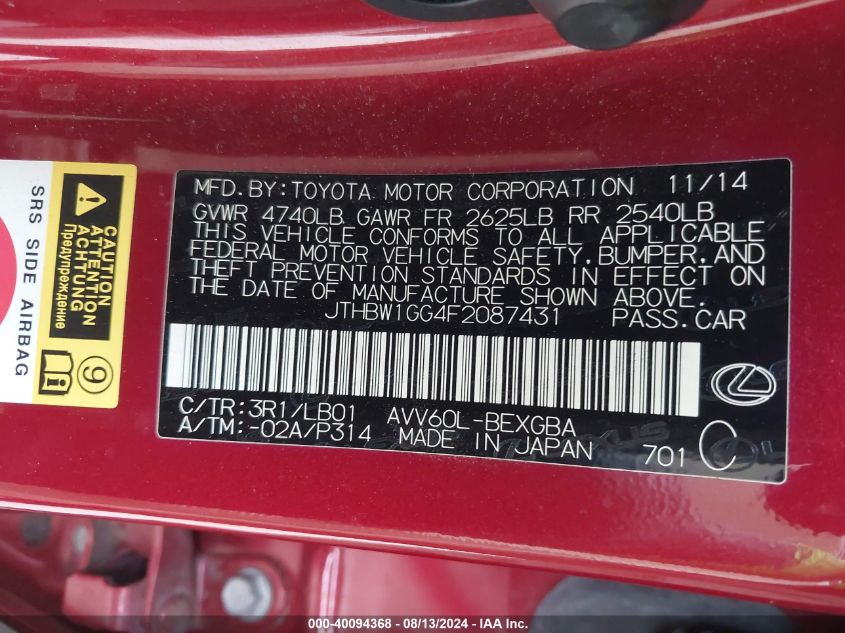 MFD.BY:TOYOTA MOTOR CORPORATION 11/14
GVWR 4740LB GAWR FR 2625LB RR 2540LB
THIS VEHICLE CONFORMS TO ALL APPLICABLE
FEDERAL MOTOR VEHICLE SAFETY,BUMPER,AND
THEFT PREVENTION STANDARDS IN EFFECT ON
THE DATE OF MANUFACTURE SHOWN ABOVE.
JTHBW1GG4F2087431 PASS.CAR
C/TR:3R1/LB01 AVV60L-BEXGBA
A/TM:-02A/P314 MADE IN JAPAN 701
SRS SIDE AIRBAG
CAUTION
ATTENTION
ACHTUNG
Предупреждение
9
000-40094368 - 08/13/2024 - IAA Inc.